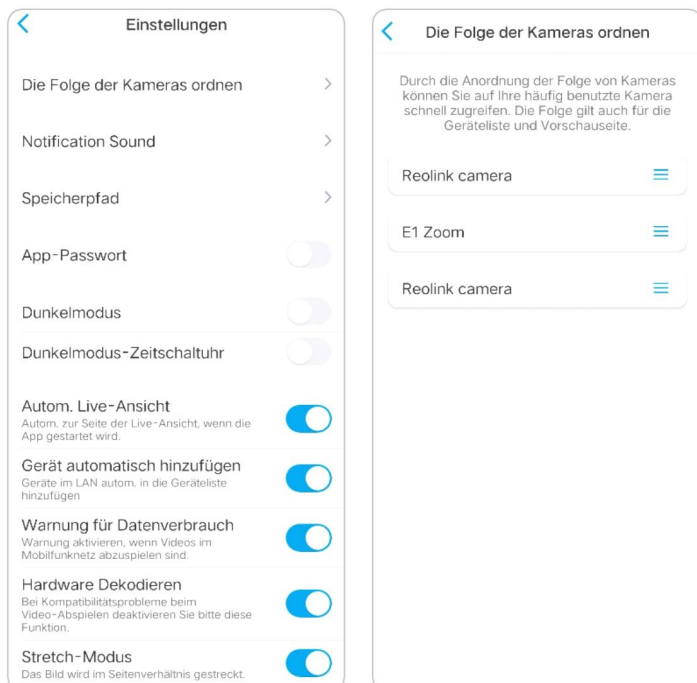 Einstellungen
Die Folge der Kameras ordnen
Notification Sound
Speicherpfad
App-Passwort
Dunkelmodus
Dunkelmodus-Zeitschaltuhr
Autom. Live-Ansicht
Autom. zur Seite der Live-Ansicht, wenn die
App gestartet wird.
Gerät automatisch hinzufügen
Geräte im LAN autom. in die Geräteliste
hinzufügen
Warnung für Datenverbrauch
Warnung aktivieren, wenn Videos im
Mobilfunknetz abzuspielen sind.
Hardware Dekodieren
Bei Kompatibilitätsprobleme beim
Video-Abspielen deaktivieren Sie bitte diese
Funktion.
Stretch-Modus
Das Bild wird im Seitenverhältnis gestreckt.
Die Folge der Kameras ordnen
Durch die Anordnung der Folge von Kameras
können Sie auf Ihre häufig benutzte Kamera
schnell zugreifen. Die Folge gilt auch für die
Geräteliste und Vorschauseite.
Reolink camera
E1 Zoom
Reolink camera